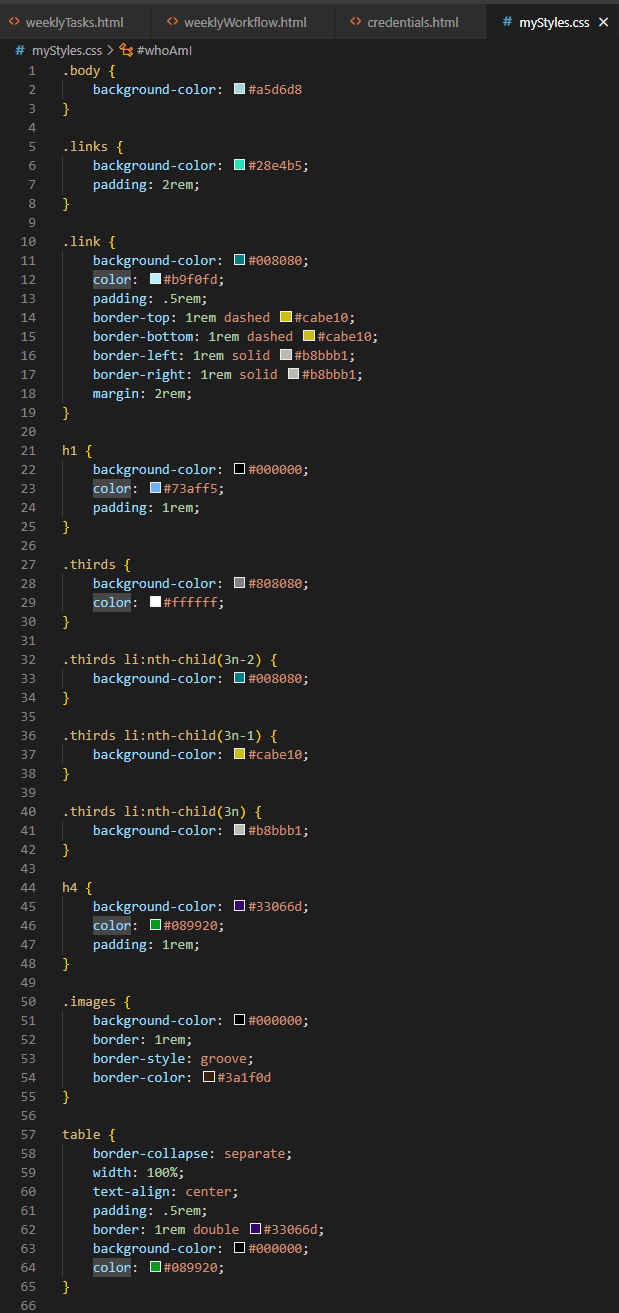 <> weeklyTasks.html <> weeklyWorkflow.html <> credentials.html # myStyles.css ×
# myStyles.css > #whoAmI
1 .body {
2 background-color: #a5d6d8
3 }
4
5 .links {
6 background-color: #28e4b5;
7 padding: 2rem;
8 }
9
10 .link {
11 background-color: #008080;
12 color: #b9f0fd;
13 padding: .5rem;
14 border-top: 1rem dashed #cabe10;
15 border-bottom: 1rem dashed #cabe10;
16 border-left: 1rem solid #b8bbb1;
17 border-right: 1rem solid #b8bbb1;
18 margin: 2rem;
19 }
20
21 h1 {
22 background-color: #000000;
23 color: #73aff5;
24 padding: 1rem;
25 }
26
27 .thirds {
28 background-color: #808080;
29 color: #ffffff;
30 }
31
32 .thirds li:nth-child(3n-2) {
33 background-color: #008080;
34 }
35
36 .thirds li:nth-child(3n-1) {
37 background-color: #cabe10;
38 }
39
40 .thirds li:nth-child(3n) {
41 background-color: #b8bbb1;
42 }
43
44 h4 {
45 background-color: #33066d;
46 color: #089920;
47 padding: 1rem;
48 }
49
50 .images {
51 background-color: #000000;
52 border: 1rem;
53 border-style: groove;
54 border-color: #3a1f0d
55 }
56
57 table {
58 border-collapse: separate;
59 width: 100%;
60 text-align: center;
61 padding: .5rem;
62 border: 1rem double #33066d;
63 background-color: #000000;
64 color: #089920;
65 }
66